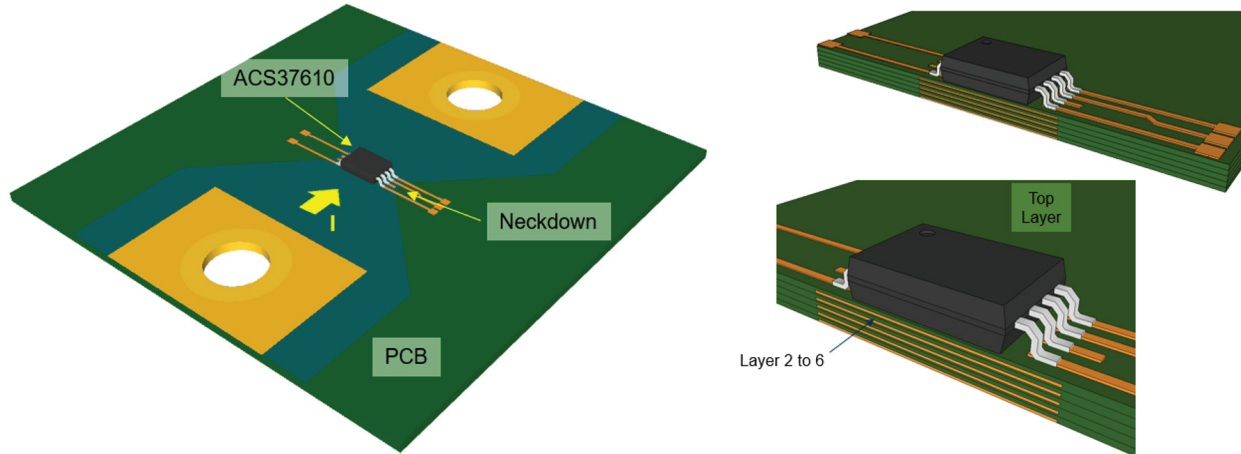 ACS37610
Neckdown
I
PCB
Top
Layer
Layer 2 to 6